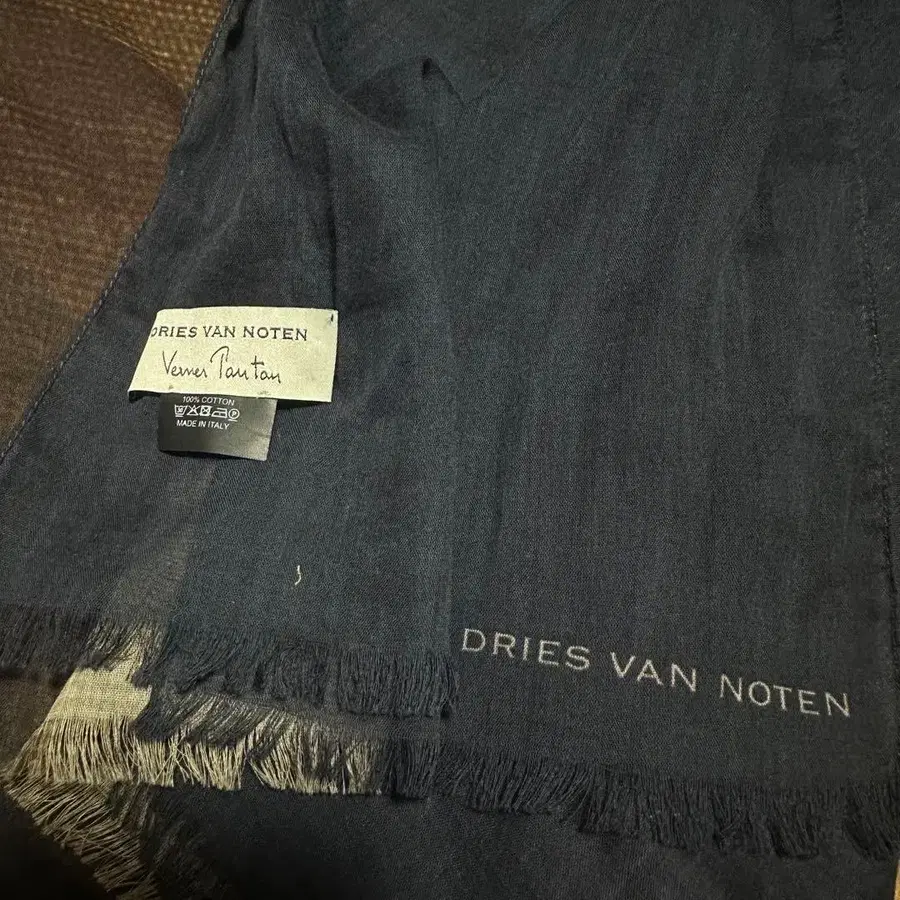 DRIES VAN NOTEN
Verner Panton
100% COTTON
MADE IN ITALY
DRIES VAN NOTEN